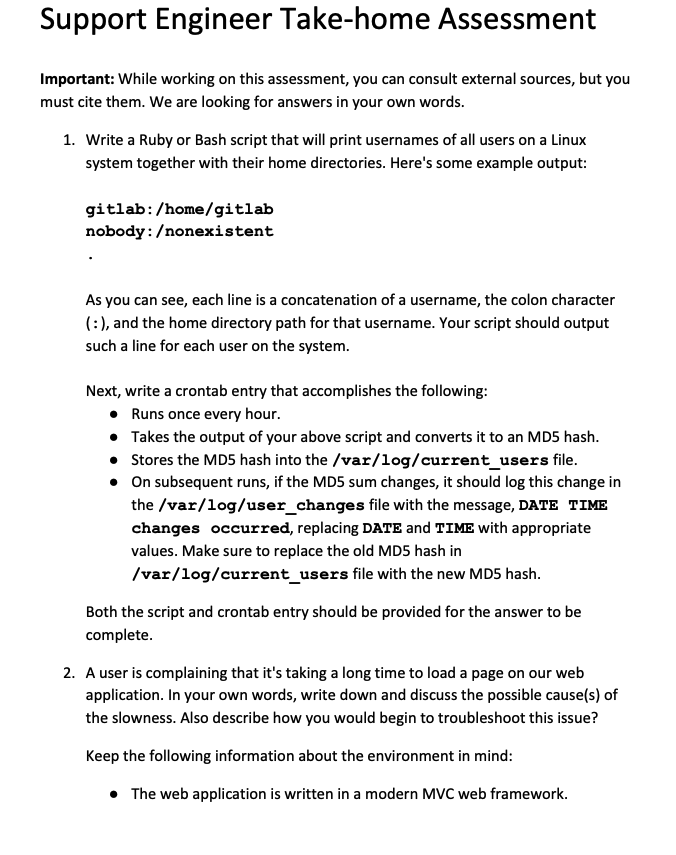 Support Engineer Take-home Assessment
Important: While working on this assessment, you can consult external sources, but you
must cite them. We are looking for answers in your own words.
1. Write a Ruby or Bash script that will print usernames of all users on a Linux
system together with their home directories. Here's some example output:
gitlab:/home/gitlab
nobody:/nonexistent
.
As you can see, each line is a concatenation of a username, the colon character
(:), and the home directory path for that username. Your script should output
such a line for each user on the system.
Next, write a crontab entry that accomplishes the following:
● Runs once every hour.
● Takes the output of your above script and converts it to an MD5 hash.
● Stores the MD5 hash into the /var/log/current_users file.
● On subsequent runs, if the MD5 sum changes, it should log this change in
the /var/log/user_changes file with the message, DATE TIME
changes occurred, replacing DATE and TIME with appropriate
values. Make sure to replace the old MD5 hash in
/var/log/current_users file with the new MD5 hash.
Both the script and crontab entry should be provided for the answer to be
complete.
2. A user is complaining that it's taking a long time to load a page on our web
application. In your own words, write down and discuss the possible cause(s) of
the slowness. Also describe how you would begin to troubleshoot this issue?
Keep the following information about the environment in mind:
● The web application is written in a modern MVC web framework.